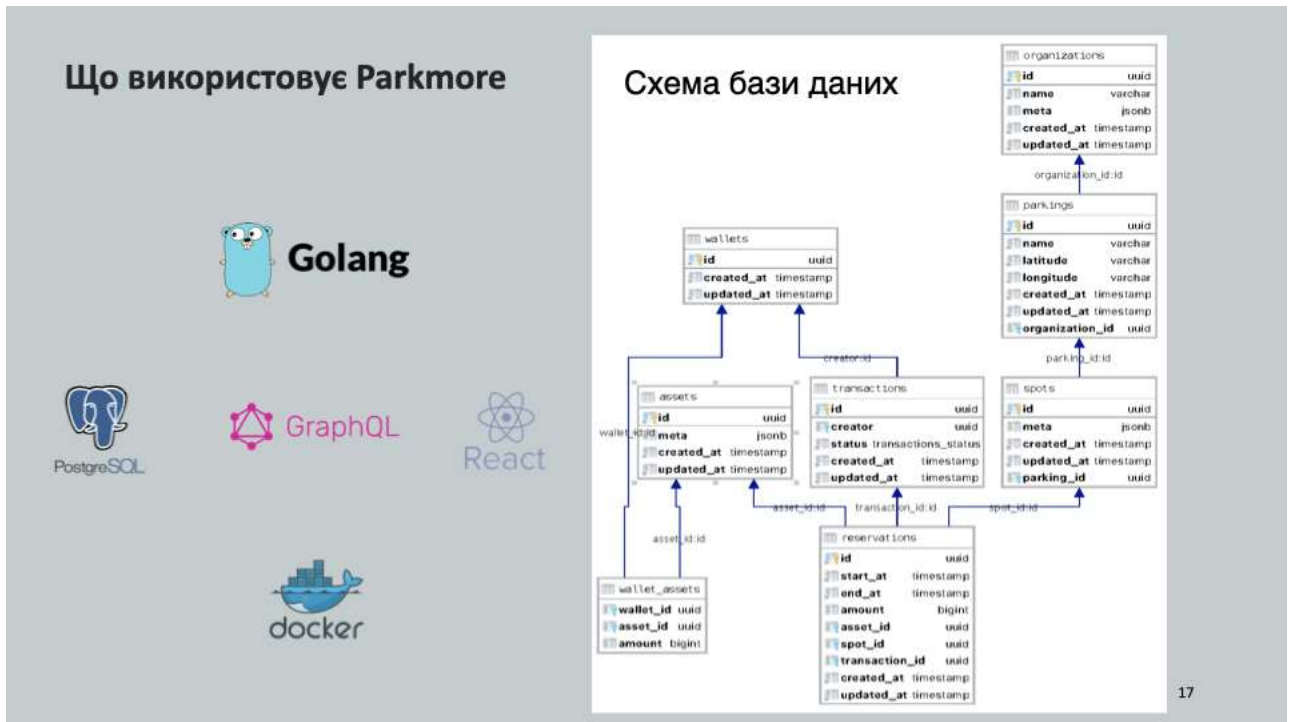 Що використовує Parkmore
Golang
PostgreSQL
GraphQL
React
docker
Схема бази даних
organizations
id uuid
name varchar
meta jsonb
created_at timestamp
updated_at timestamp
organization_id:id
parkings
id uuid
name varchar
latitude varchar
longitude varchar
created_at timestamp
updated_at timestamp
organization_id uuid
parking_id:id
wallets
id uuid
created_at timestamp
updated_at timestamp
creator:id
wallet_id:id
assets
id uuid
meta jsonb
created_at timestamp
updated_at timestamp
transactions
id uuid
creator uuid
status transactions_status
created_at timestamp
updated_at timestamp
spots
id uuid
meta jsonb
created_at timestamp
updated_at timestamp
parking_id uuid
asset_id:id
transaction_id:id
spot_id:id
asset_id:id
wallet_assets
wallet_id uuid
asset_id uuid
amount bigint
reservations
id uuid
start_at timestamp
end_at timestamp
amount bigint
asset_id uuid
spot_id uuid
transaction_id uuid
created_at timestamp
updated_at timestamp
17